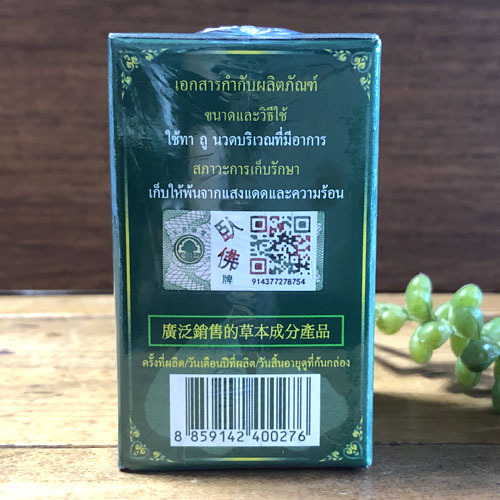 เอกสารกำกับผลิตภัณฑ์
ขนาดและวิธีใช้
ใช้ทา ถู นวดบริเวณที่มีอาการ
สภาวะการเก็บรักษา
เก็บให้พ้นจากแสงแดดและความร้อน
臥佛牌
914377278754
廣泛銷售的草本成分產品
ครั้งที่ผลิต/วันเดือนปีที่ผลิต/วันสิ้นอายุดูที่ก้นกล่อง
8 859142 400276